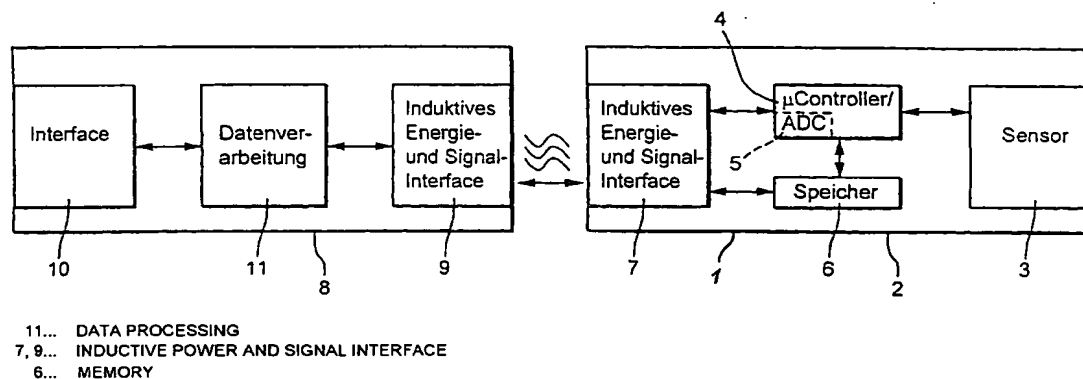 Interface
Datenver-
arbeitung
Induktives
Energie-
und Signal-
Interface
Induktives
Energie-
und Signal-
Interface
4
µController/
ADC
5
Speicher
Sensor
10
11
8
9
7
1
6
2
3
11... DATA PROCESSING
7, 9... INDUCTIVE POWER AND SIGNAL INTERFACE
6... MEMORY